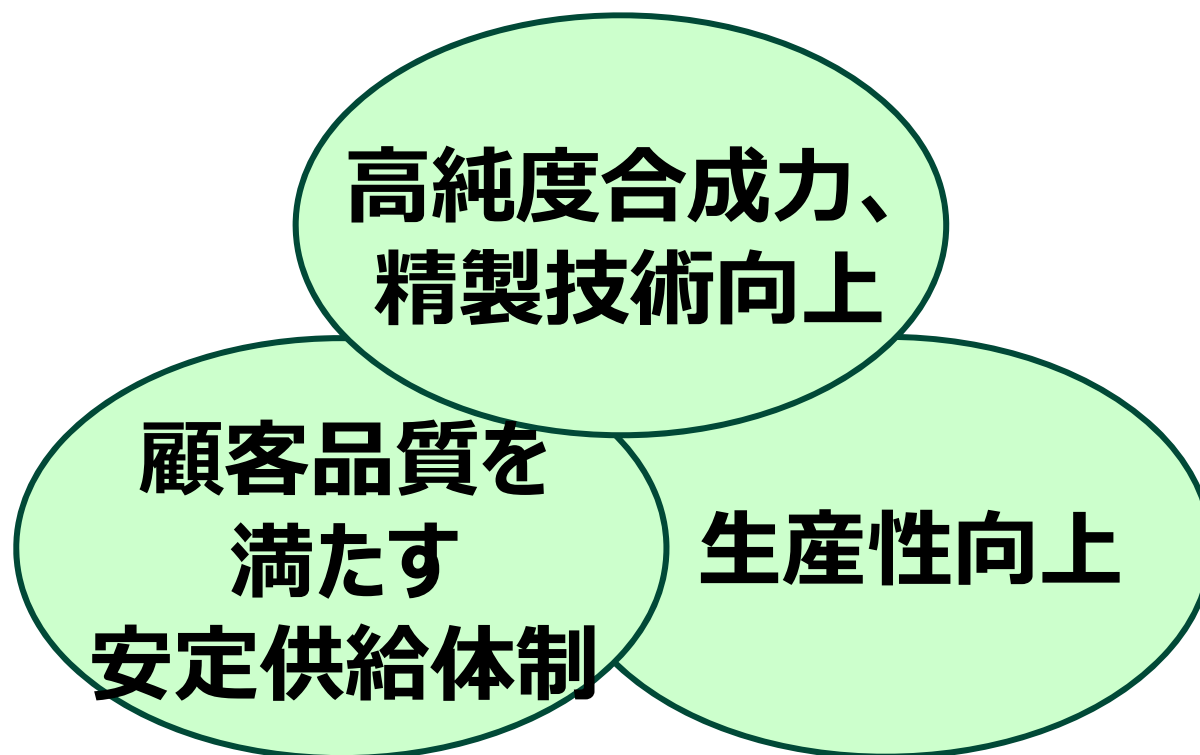 高純度合成力、
精製技術向上
顧客品質を
満たす
安定供給体制
生産性向上